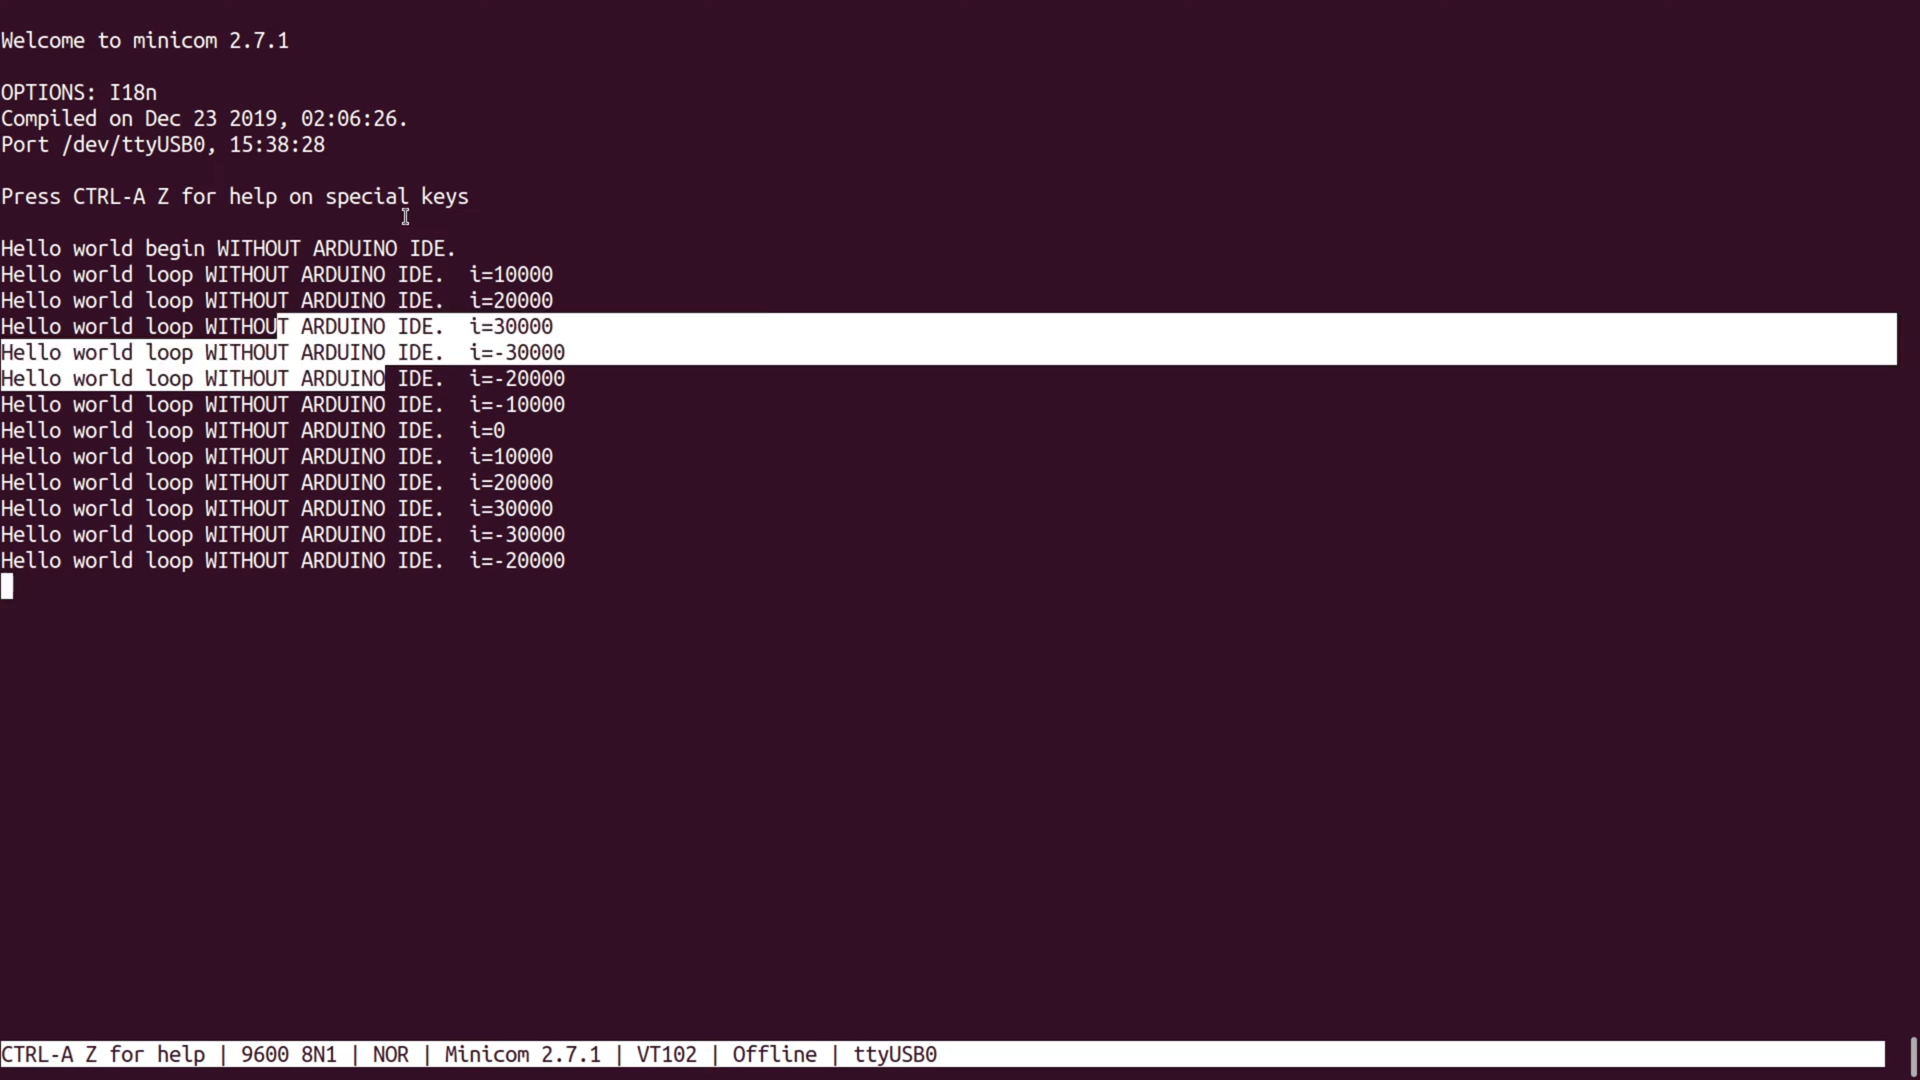 Welcome to minicom 2.7.1
OPTIONS: I18n
Compiled on Dec 23 2019, 02:06:26.
Port /dev/ttyUSB0, 15:38:28
Press CTRL-A Z for help on special keys
Hello world begin WITHOUT ARDUINO IDE.
Hello world loop WITHOUT ARDUINO IDE.  i=10000
Hello world loop WITHOUT ARDUINO IDE.  i=20000
Hello world loop WITHOUT ARDUINO IDE.  i=30000
Hello world loop WITHOUT ARDUINO IDE.  i=-30000
Hello world loop WITHOUT ARDUINO IDE.  i=-20000
Hello world loop WITHOUT ARDUINO IDE.  i=-10000
Hello world loop WITHOUT ARDUINO IDE.  i=0
Hello world loop WITHOUT ARDUINO IDE.  i=10000
Hello world loop WITHOUT ARDUINO IDE.  i=20000
Hello world loop WITHOUT ARDUINO IDE.  i=30000
Hello world loop WITHOUT ARDUINO IDE.  i=-30000
Hello world loop WITHOUT ARDUINO IDE.  i=-20000
CTRL-A Z for help | 9600 8N1 | NOR | Minicom 2.7.1 | VT102 | Offline | ttyUSB0